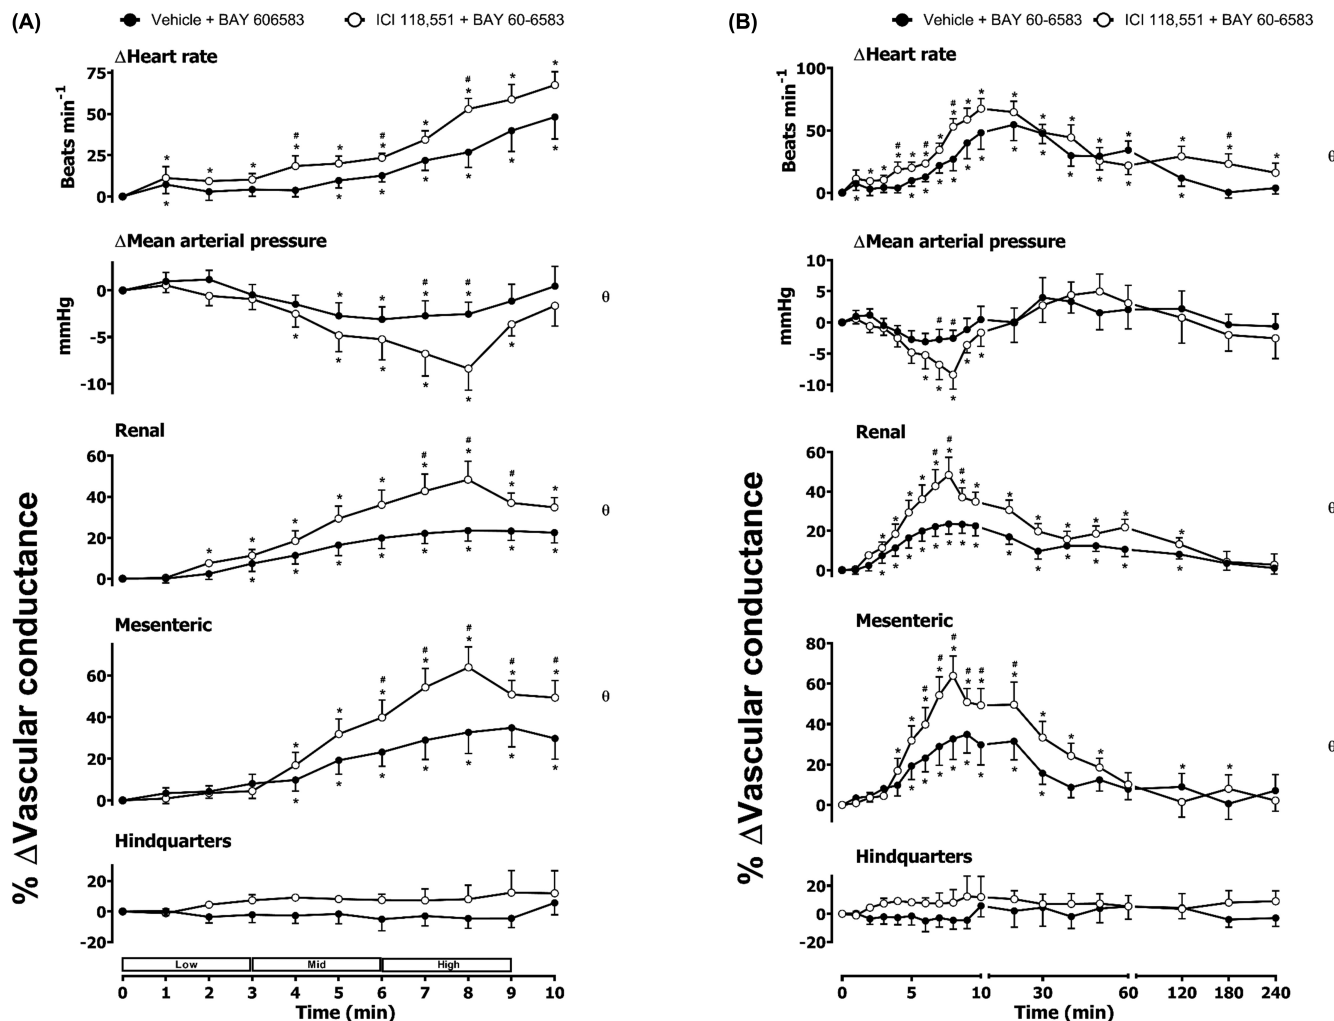 (A)
Vehicle + BAY 606583
ICI 118,551 + BAY 60-6583
ΔHeart rate
Beats min⁻¹
75
50
25
0
ΔMean arterial pressure
mmHg
0
-5
-10
θ
% ΔVascular conductance
Renal
60
40
20
0
θ
Mesenteric
60
40
20
0
θ
Hindquarters
20
0
-20
Low Mid High
0 1 2 3 4 5 6 7 8 9 10
Time (min)
(B)
Vehicle + BAY 60-6583
ICI 118,551 + BAY 60-6583
ΔHeart rate
Beats min⁻¹
100
50
0
θ
ΔMean arterial pressure
mmHg
10
5
0
-5
-10
% ΔVascular conductance
Renal
60
40
20
0
θ
Mesenteric
80
60
40
20
0
θ
Hindquarters
20
0
-20
0 5 10 30 60 120 180 240
Time (min)